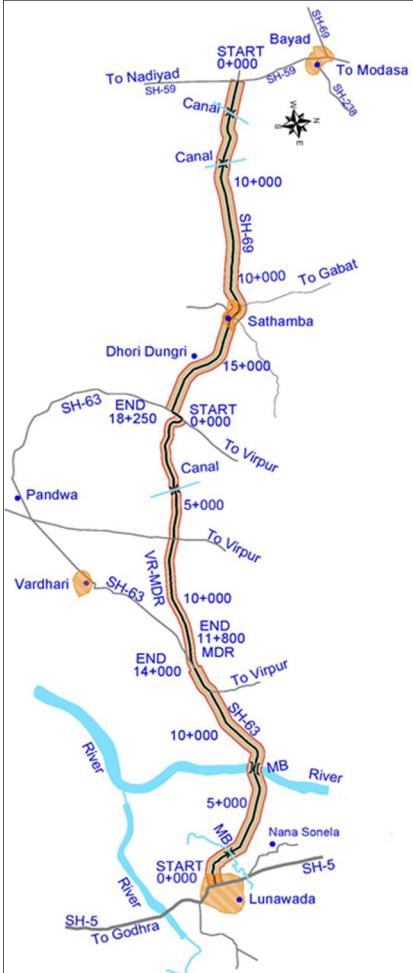 SH-69
Bayad
START
0+000
To Nadiyad
SH-59
SH-59
To Modasa
SH-238
Canal
N
W
S
E
Canal
10+000
SH-69
10+000
To Gabat
Sathamba
Dhori Dungri
15+000
SH-63
END
18+250
START
0+000
To Virpur
Canal
Pandwa
5+000
To Virpur
VR-MDR
Vardhari
SH-63
10+000
END
11+800
MDR
END
14+000
To Virpur
SH-63
10+000
River
MB
River
5+000
MB
Nana Sonela
START
0+000
SH-5
River
Lunawada
SH-5
To Godhra